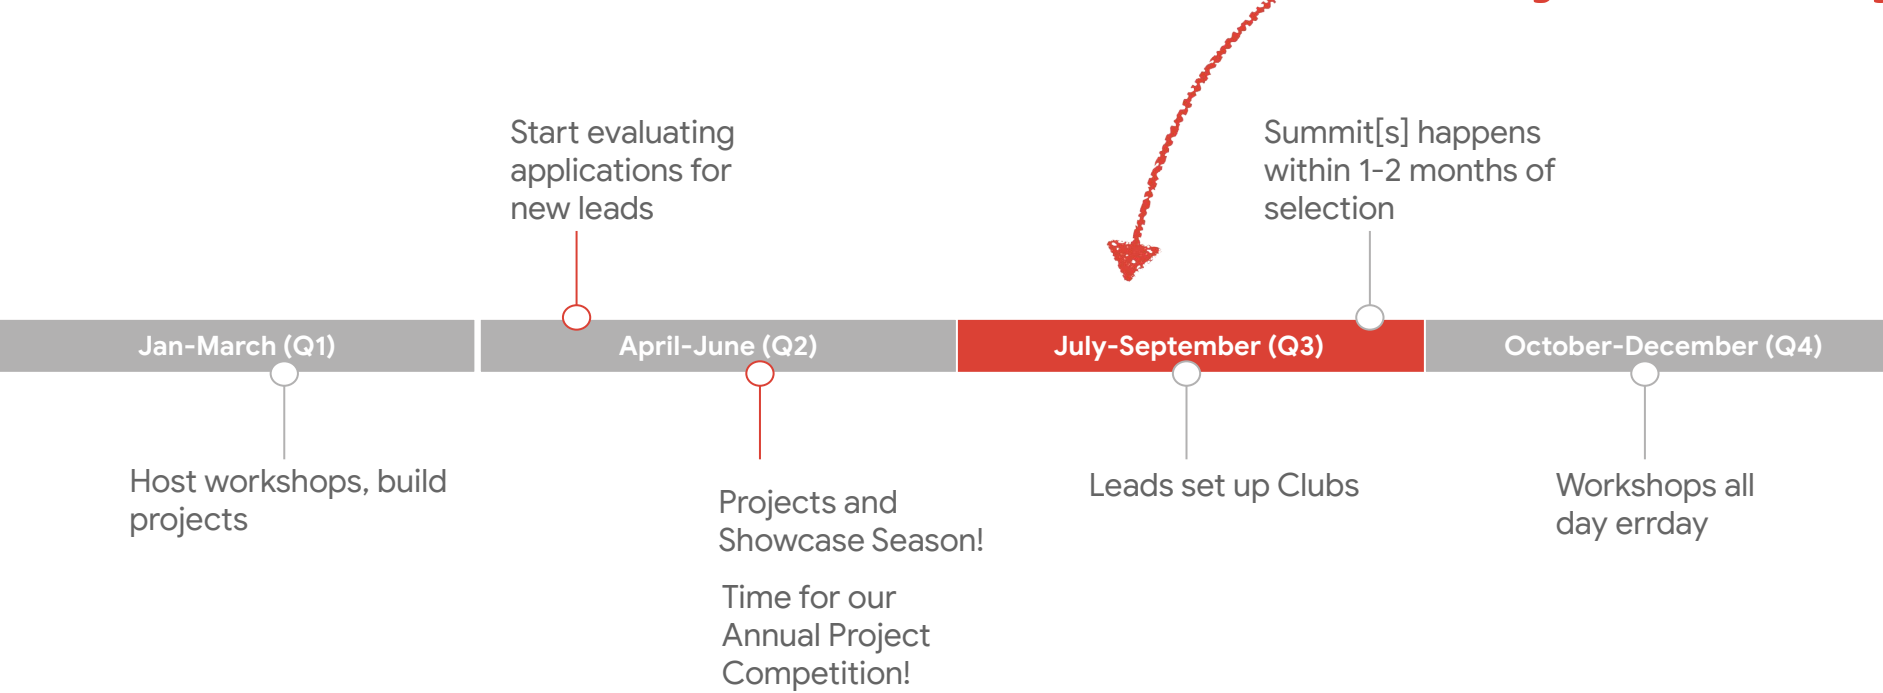 Start evaluating
applications for
new leads
Summit[s] happens
within 1-2 months of
selection
Jan-March (Q1)
April-June (Q2)
July-September (Q3)
October-December (Q4)
Host workshops, build
projects
Projects and
Showcase Season!
Time for our
Annual Project
Competition!
Leads set up Clubs
Workshops all
day errday